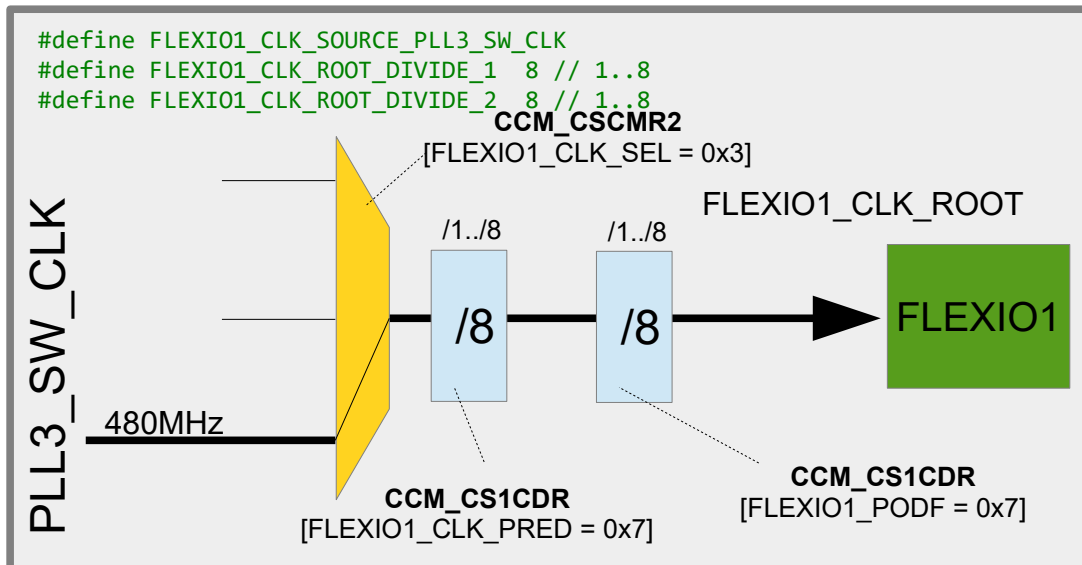 #define FLEXIO1_CLK_SOURCE_PLL3_SW_CLK
#define FLEXIO1_CLK_ROOT_DIVIDE_1  8 // 1..8
#define FLEXIO1_CLK_ROOT_DIVIDE_2  8 // 1..8
CCM_CSCMR2
[FLEXIO1_CLK_SEL = 0x3]
FLEXIO1_CLK_ROOT
/1../8
/1../8
PLL3_SW_CLK
/8
/8
FLEXIO1
480MHz
CCM_CS1CDR
[FLEXIO1_CLK_PRED = 0x7]
CCM_CS1CDR
[FLEXIO1_PODF = 0x7]